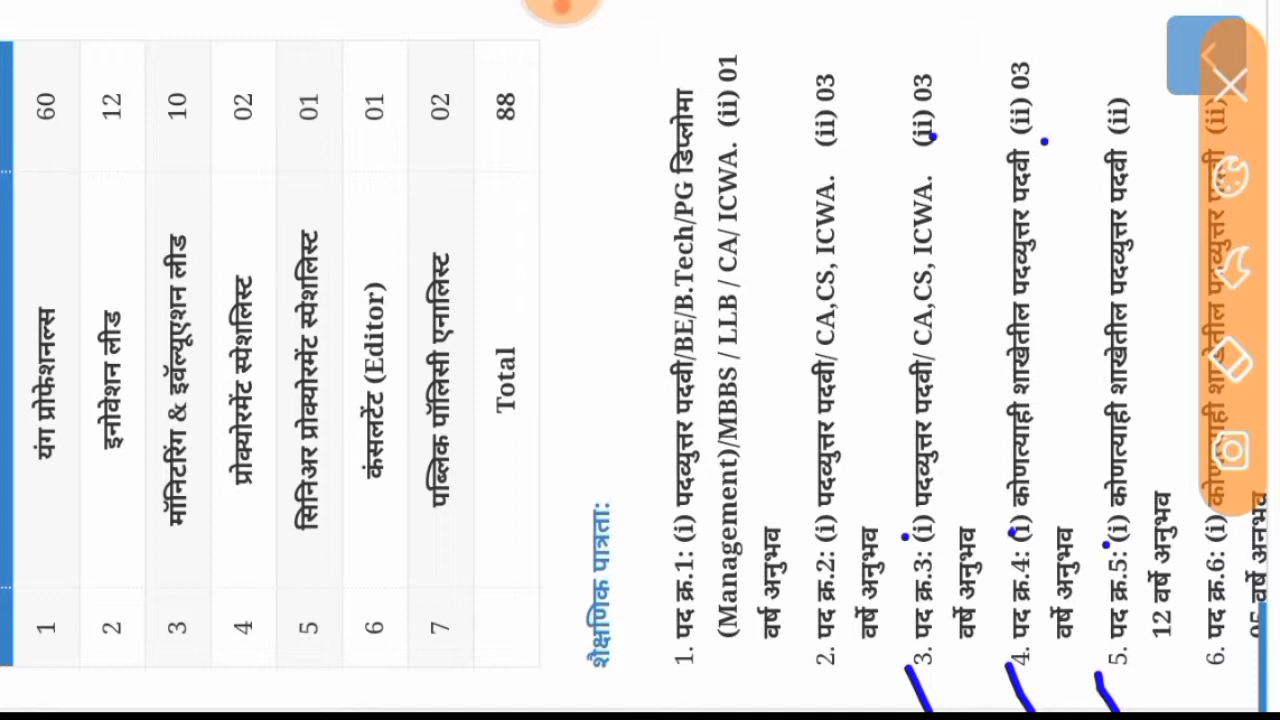 1 यंग प्रोफेशनल्स 60
2 इनोवेशन लीड 12
3 मॉनिटरिंग & इवॅल्यूएशन लीड 10
4 प्रोक्योरमेंट स्पेशलिस्ट 02
5 सिनिअर प्रोक्योरमेंट स्पेशलिस्ट 01
6 कंसलटेंट (Editor) 01
7 पब्लिक पॉलिसी एनालिस्ट 02
Total 88
शैक्षणिक पात्रता:
1. पद क्र.1: (i) पदव्युत्तर पदवी/BE/B.Tech/PG डिप्लोमा
(Management)/MBBS / LLB / CA/ ICWA. (ii) 01
वर्ष अनुभव
2. पद क्र.2: (i) पदव्युत्तर पदवी/ CA,CS, ICWA. (ii) 03
वर्षे अनुभव
3. पद क्र.3: (i) पदव्युत्तर पदवी/ CA,CS, ICWA. (ii) 03
वर्षे अनुभव
4. पद क्र.4: (i) कोणत्याही शाखेतील पदव्युत्तर पदवी (ii) 03
वर्षे अनुभव
5. पद क्र.5: (i) कोणत्याही शाखेतील पदव्युत्तर पदवी (ii)
12 वर्षे अनुभव
6. पद क्र.6: (i) कोणत्याही शाखेतील पदव्युत्तर पदवी (ii)
05 वर्षे अनुभव